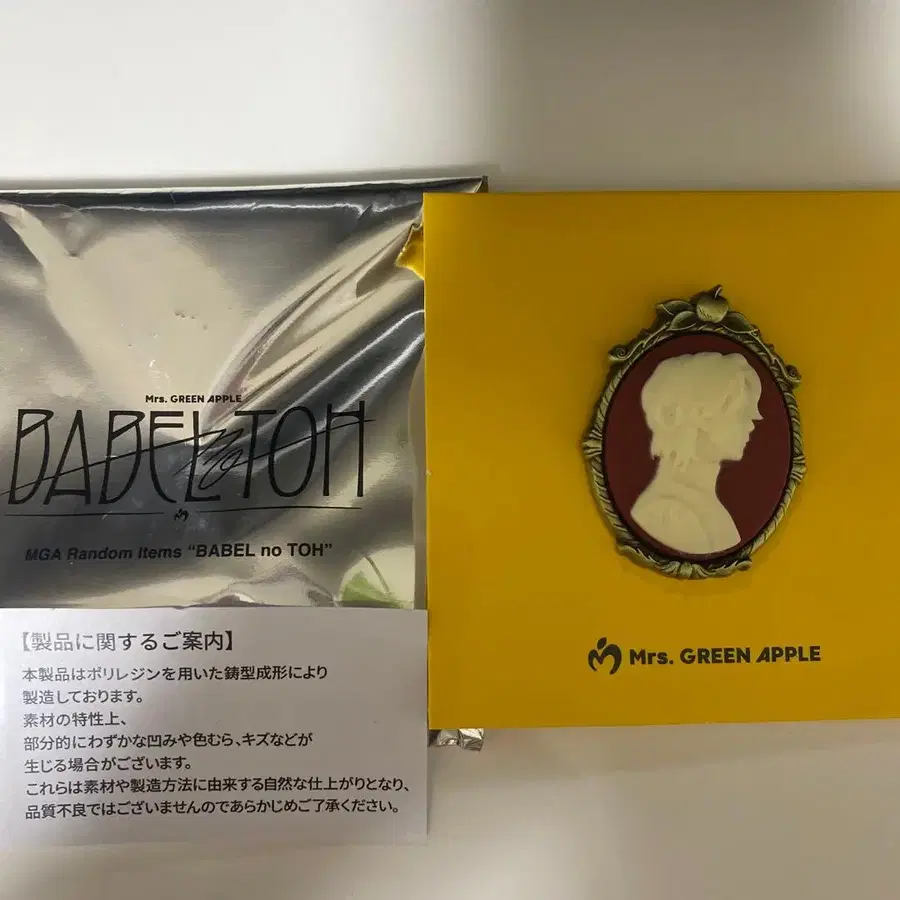 Mrs. GREEN APPLE
BABEL no TOH
MGA Random Items “BABEL no TOH”
【製品に関するご案内】
本製品はポリレジンを用いた鋳型成形により
製造しております。
素材の特性上、
部分的にわずかな凹みや色むら、キズなどが
生じる場合がございます。
これらは素材や製造方法に由来する自然な仕上がりとなり、
品質不良ではございませんのであらかじめご了承ください。
Mrs. GREEN APPLE